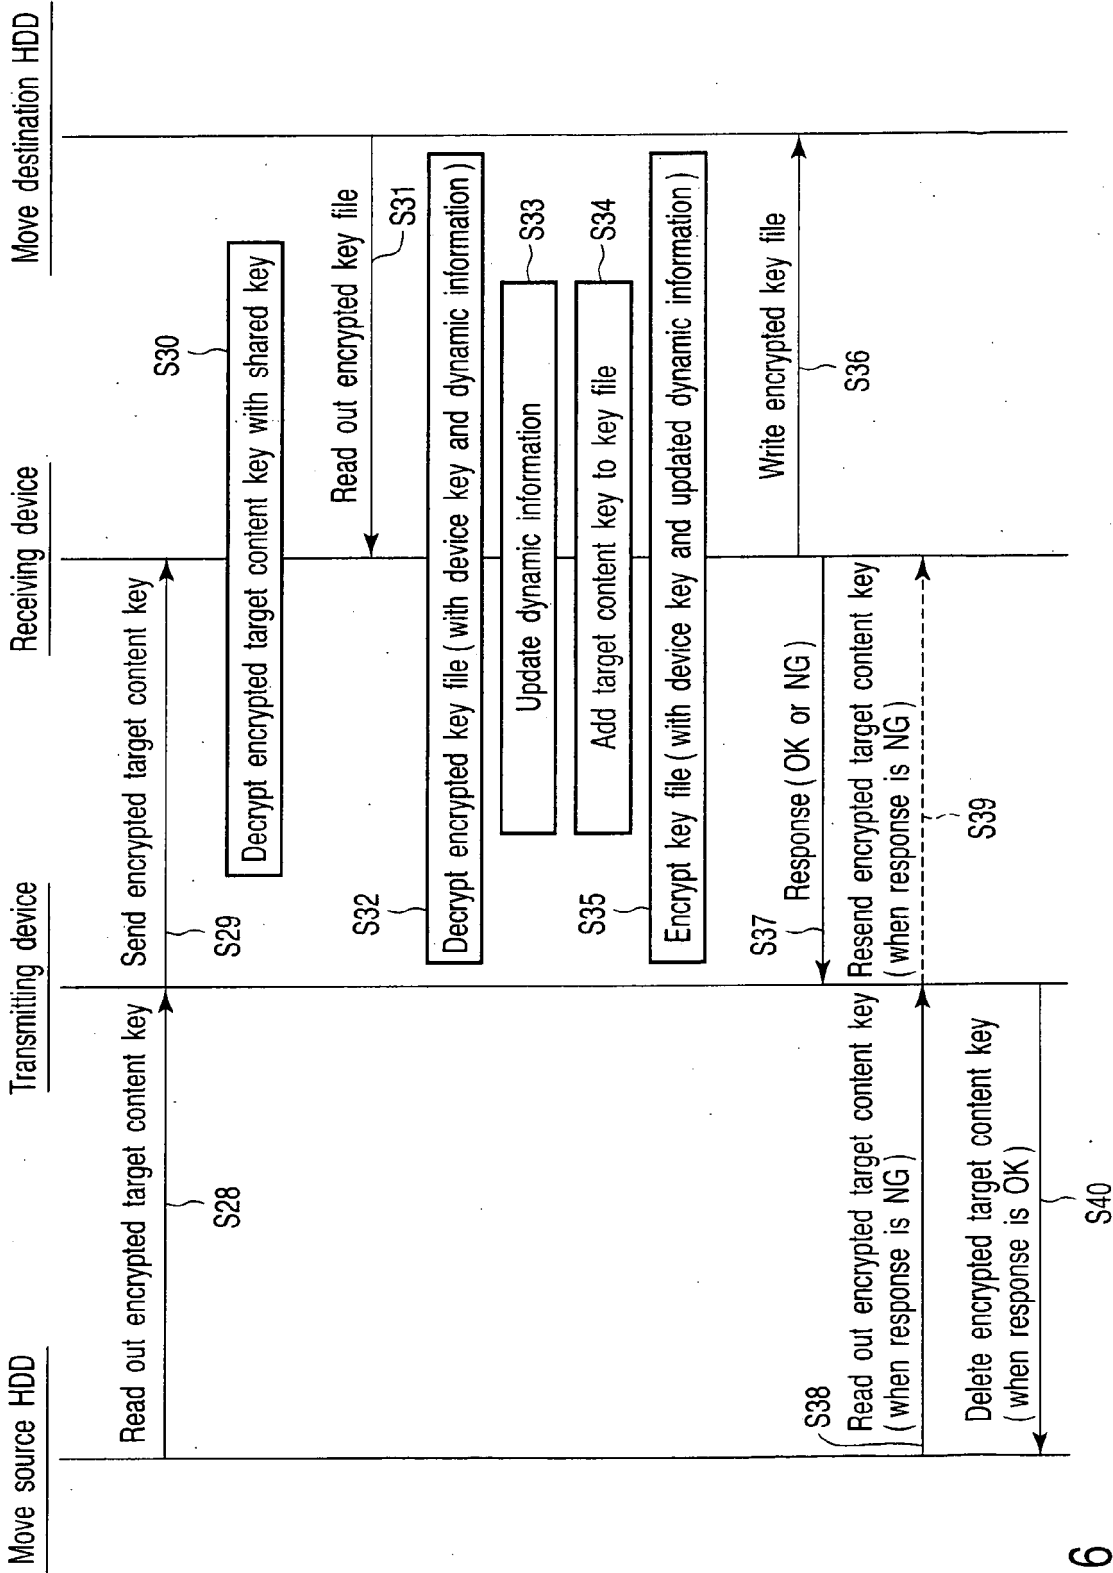 Move source HDD
Transmitting device
Receiving device
Move destination HDD
Read out encrypted target content key
S28
Send encrypted target content key
S29
S30
Decrypt encrypted target content key with shared key
Read out encrypted key file
S31
S32
Decrypt encrypted key file ( with device key and dynamic information )
Update dynamic information
S33
Add target content key to key file
S34
S35
Encrypt key file ( with device key and updated dynamic information )
Write encrypted key file
S36
Response ( OK or NG )
S37
S38
Read out encrypted target content key
( when response is NG )
Resend encrypted target content key
( when response is NG )
S39
Delete encrypted target content key
( when response is OK )
S40
6